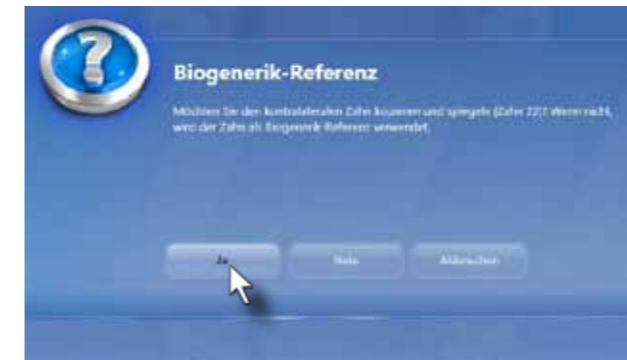 Biogenerik-Referenz
Möchten Sie den kontralateralen Zahn kopieren und spiegeln (Zahn 22)? Wenn nicht,
wird der Zahn als Biogenerik-Referenz verwendet.
Ja
Nein
Abbrechen